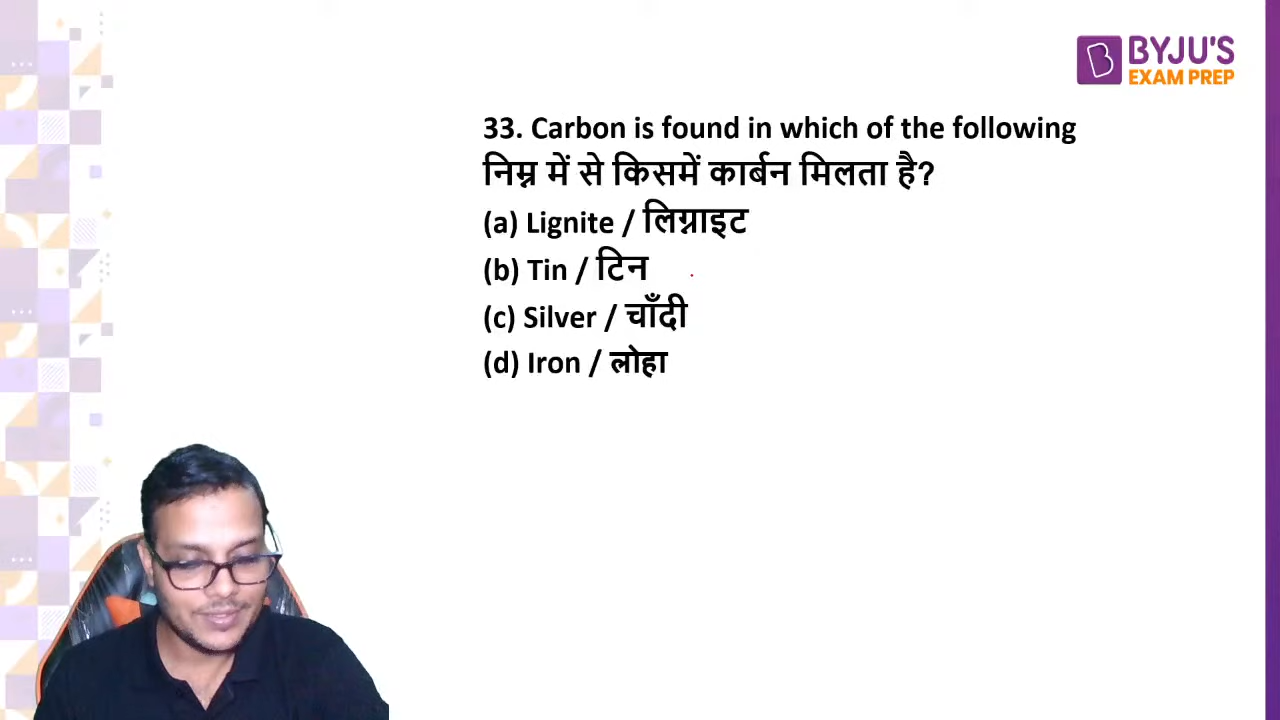 BYJU'S
EXAM PREP
33. Carbon is found in which of the following
निम्न में से किसमें कार्बन मिलता है?
(a) Lignite / लिग्नाइट
(b) Tin / टिन
(c) Silver / चाँदी
(d) Iron / लोहा